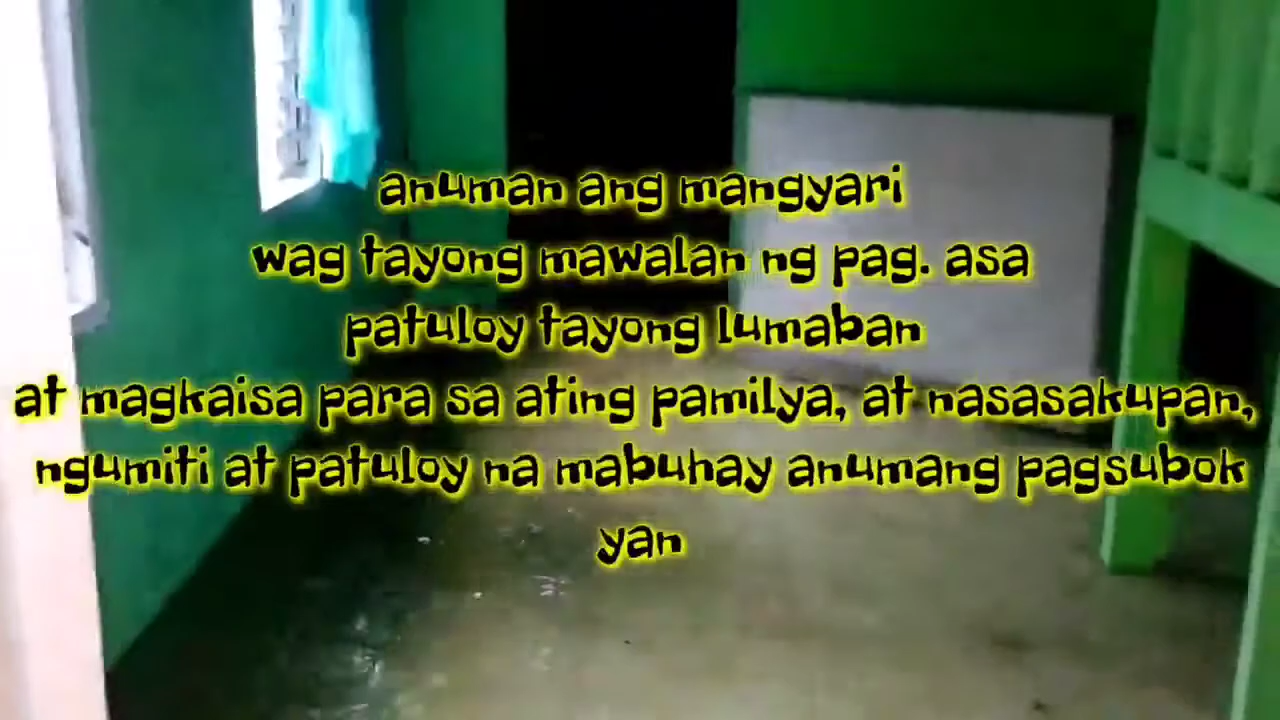 anuman ang mangyari
wag tayong mawalan ng pag. asa
patuloy tayong lumaban
at magkaisa para sa ating pamilya, at nasasakupan,
ngumiti at patuloy na mabuhay anumang pagsubok
yan